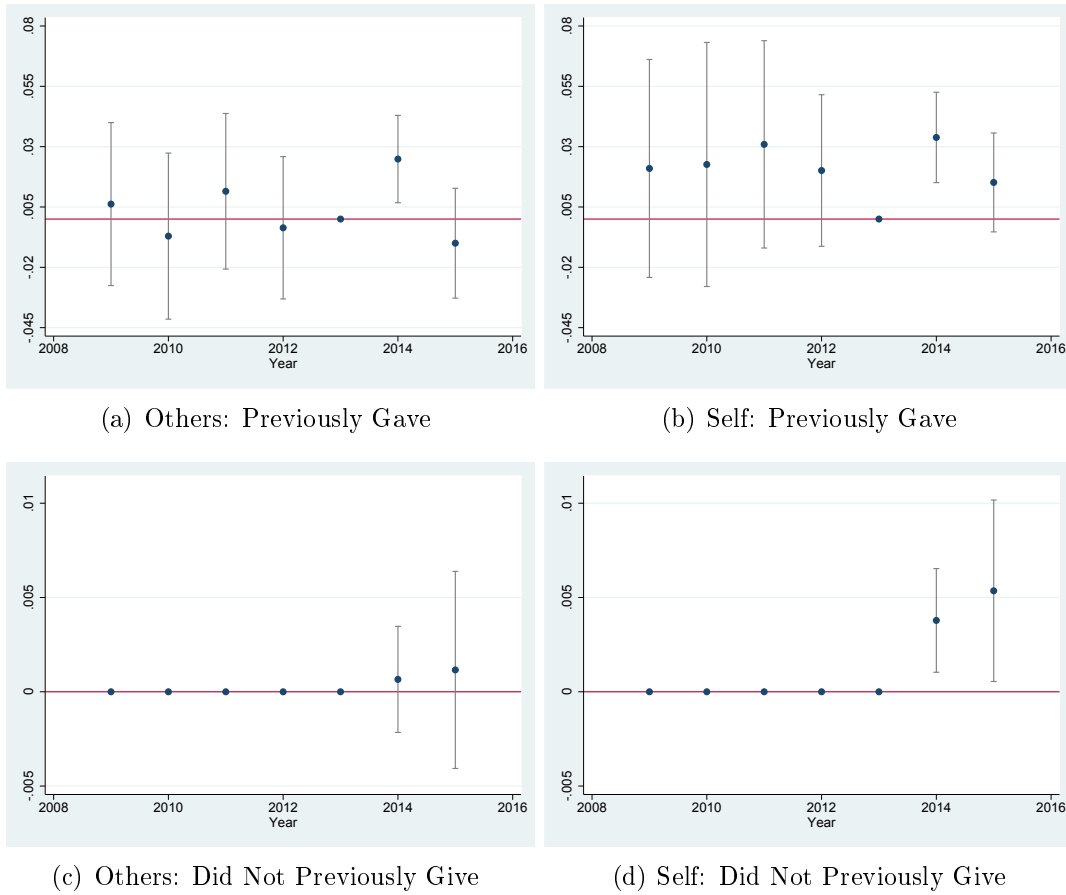 .08
.055
.03
.005
-.02
-.045
2008 2010 2012 2014 2016
Year
(a) Others: Previously Gave
.08
.055
.03
.005
-.02
-.045
2008 2010 2012 2014 2016
Year
(b) Self: Previously Gave
.01
.005
0
-.005
2008 2010 2012 2014 2016
Year
(c) Others: Did Not Previously Give
.01
.005
0
-.005
2008 2010 2012 2014 2016
Year
(d) Self: Did Not Previously Give